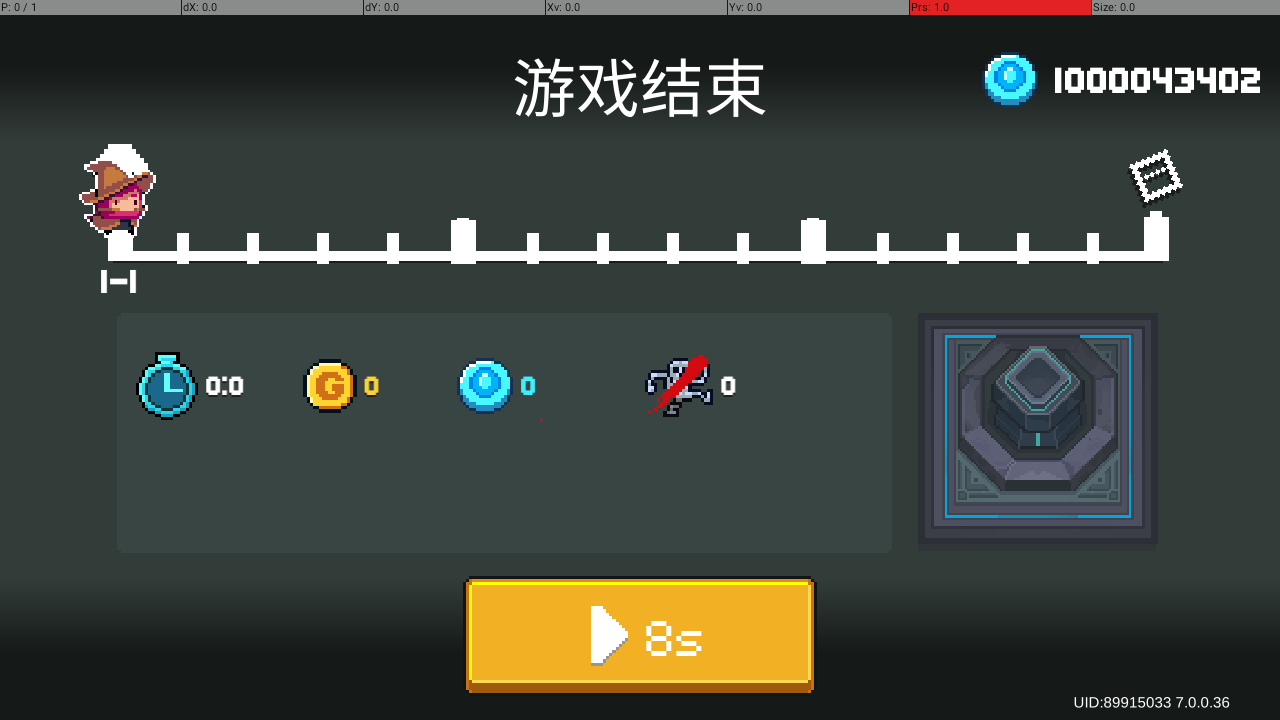 P: 0 / 1
dX: 0.0
dY: 0.0
Xv: 0.0
Yv: 0.0
Prs: 1.0
Size: 0.0
游戏结束
1000043402
1-1
0:0
G
0
0
0
8s
UID:89915033 7.0.0.36